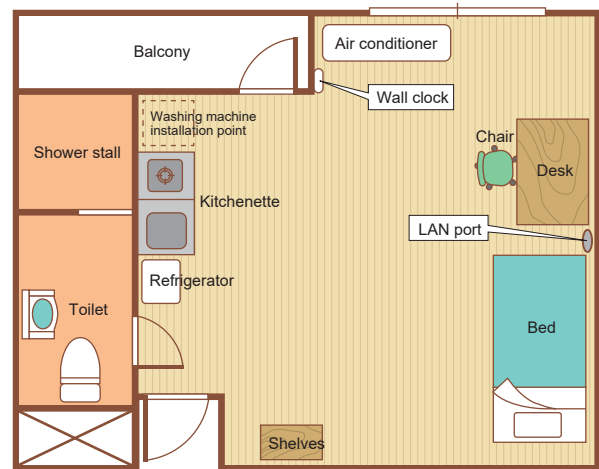 Balcony
Air conditioner
Wall clock
Washing machine
installation point
Chair
Shower stall
Desk
Kitchenette
LAN port
Refrigerator
Toilet
Bed
Shelves